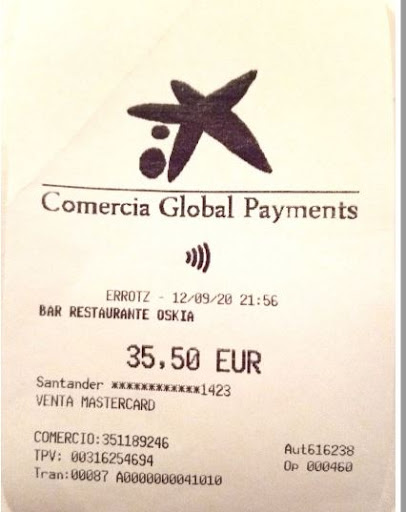 Comercia Global Payments
ERROTZ - 12/09/20 21:56
BAR RESTAURANTE OSKIA
35,50 EUR
Santander ************1423
VENTA MASTERCARD
COMERCIO:351189246
Aut616238
TPV: 00316254694
Op 000460
Tran:00087 A0000000041010